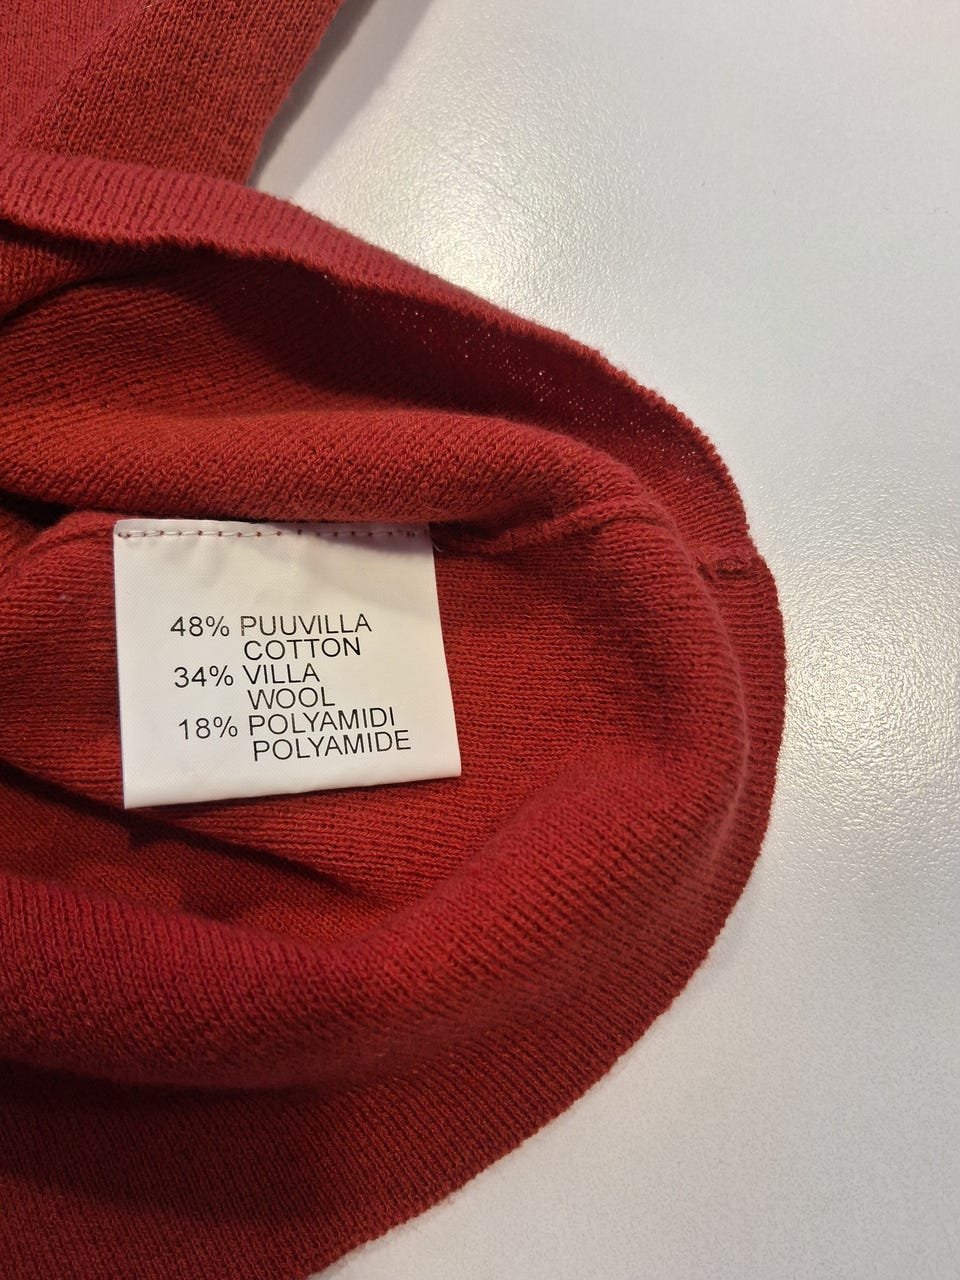 48% PUUVILLA
COTTON
34% VILLA
WOOL
18% POLYAMIDI
POLYAMIDE